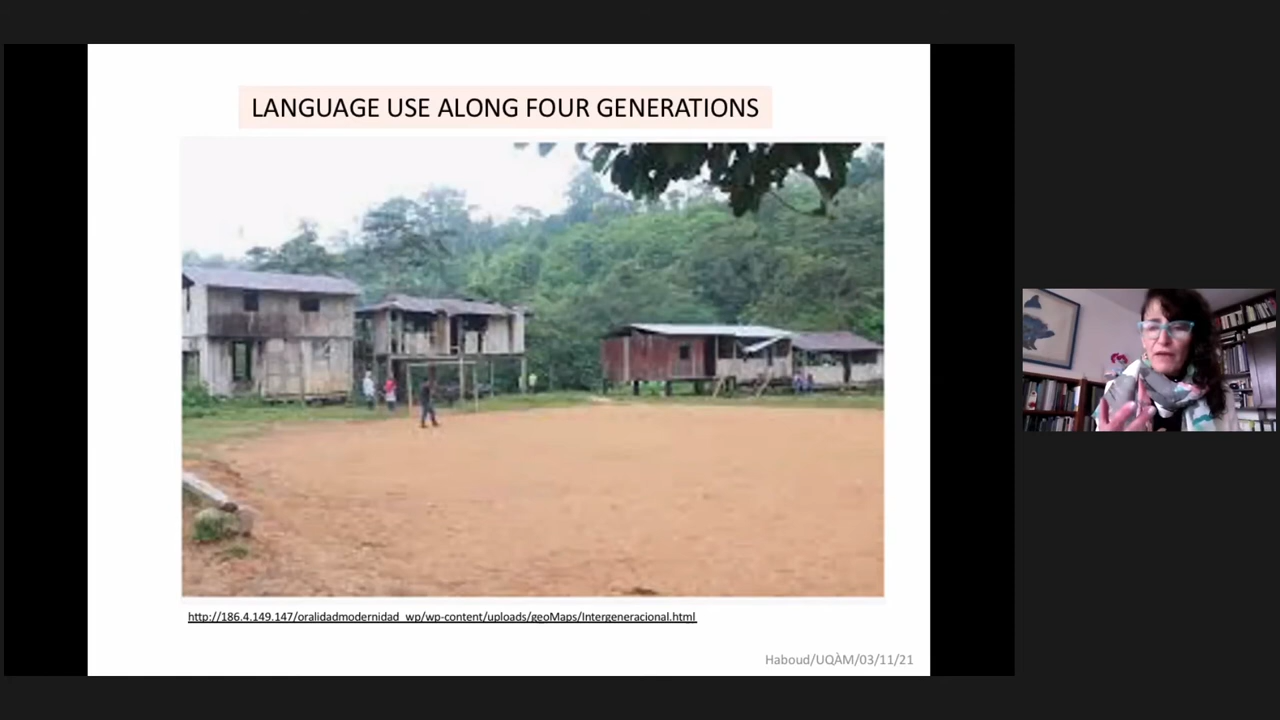 LANGUAGE USE ALONG FOUR GENERATIONS
http://186.4.149.147/oralidadmodernidad_wp/wp-content/uploads/geoMaps/Intergeneracional.html
Haboud/UQÀM/03/11/21